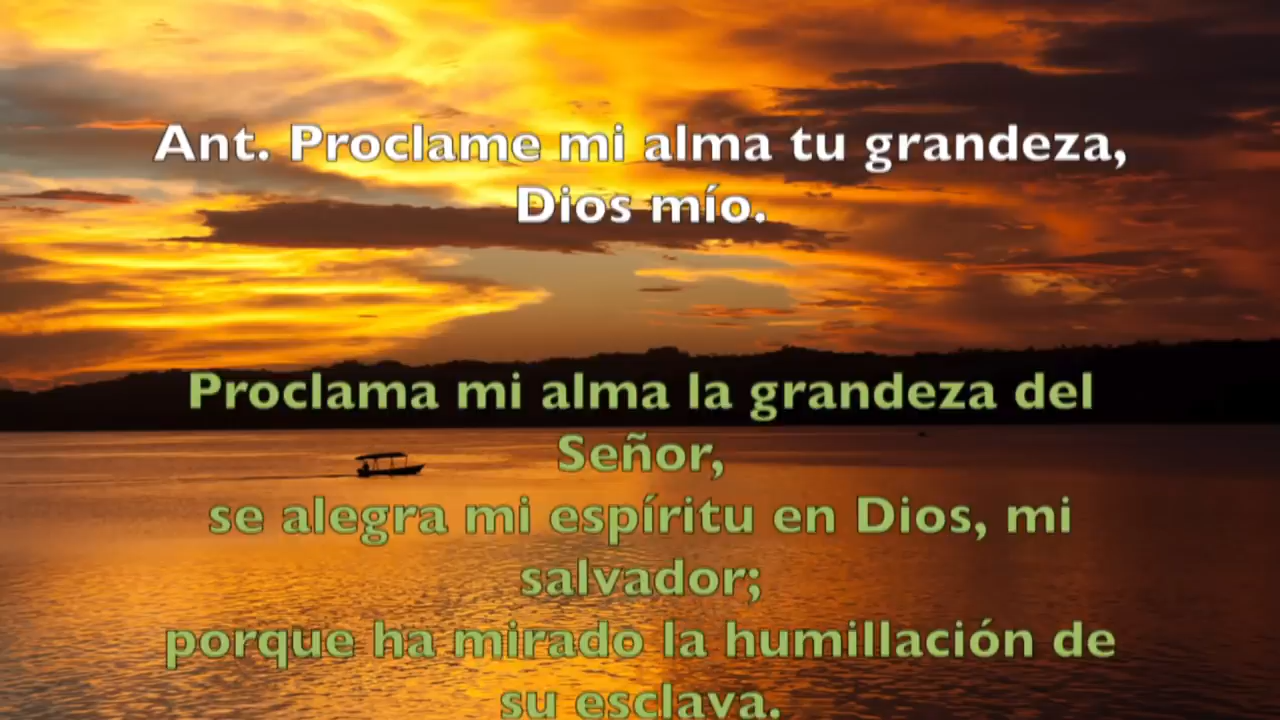 Ant. Proclame mi alma tu grandeza,
Dios mío.
Proclama mi alma la grandeza del
Señor,
se alegra mi espíritu en Dios, mi
salvador;
porque ha mirado la humillación de
su esclava.